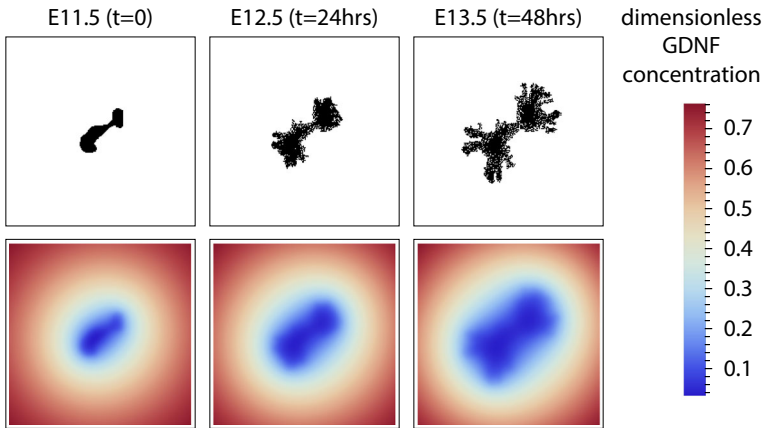 E11.5 (t=0)
E12.5 (t=24hrs)
E13.5 (t=48hrs)
dimensionless
GDNF
concentration
0.7
0.6
0.5
0.4
0.3
0.2
0.1